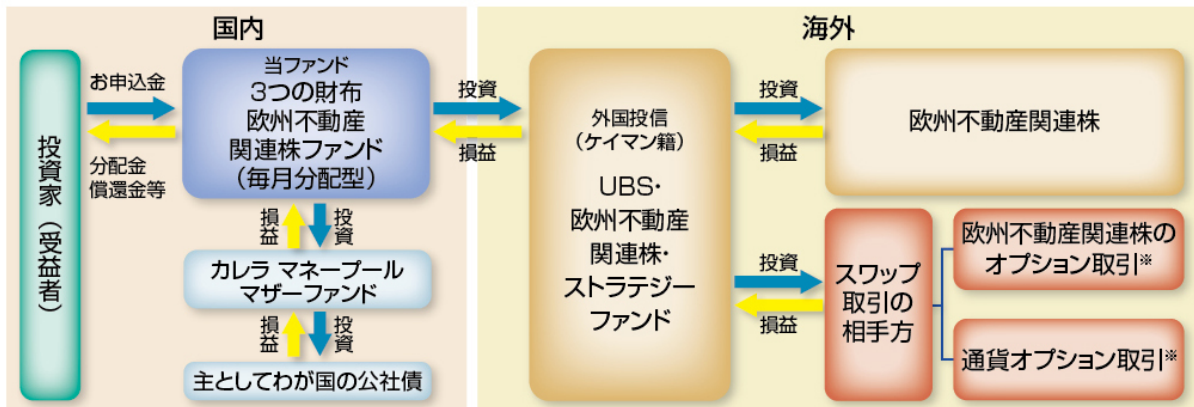 国内
海外
投資家（受益者）
お申込金
分配金
償還金等
当ファンド
3つの財布
欧州不動産
関連株ファンド
（毎月分配型）
損益
投資
カレラ マネープール
マザーファンド
損益
投資
主としてわが国の公社債
投資
損益
外国投信
（ケイマン籍）
UBS・
欧州不動産
関連株・
ストラテジー
ファンド
投資
損益
欧州不動産関連株
投資
損益
スワップ
取引の
相手方
欧州不動産関連株の
オプション取引※
通貨オプション取引※